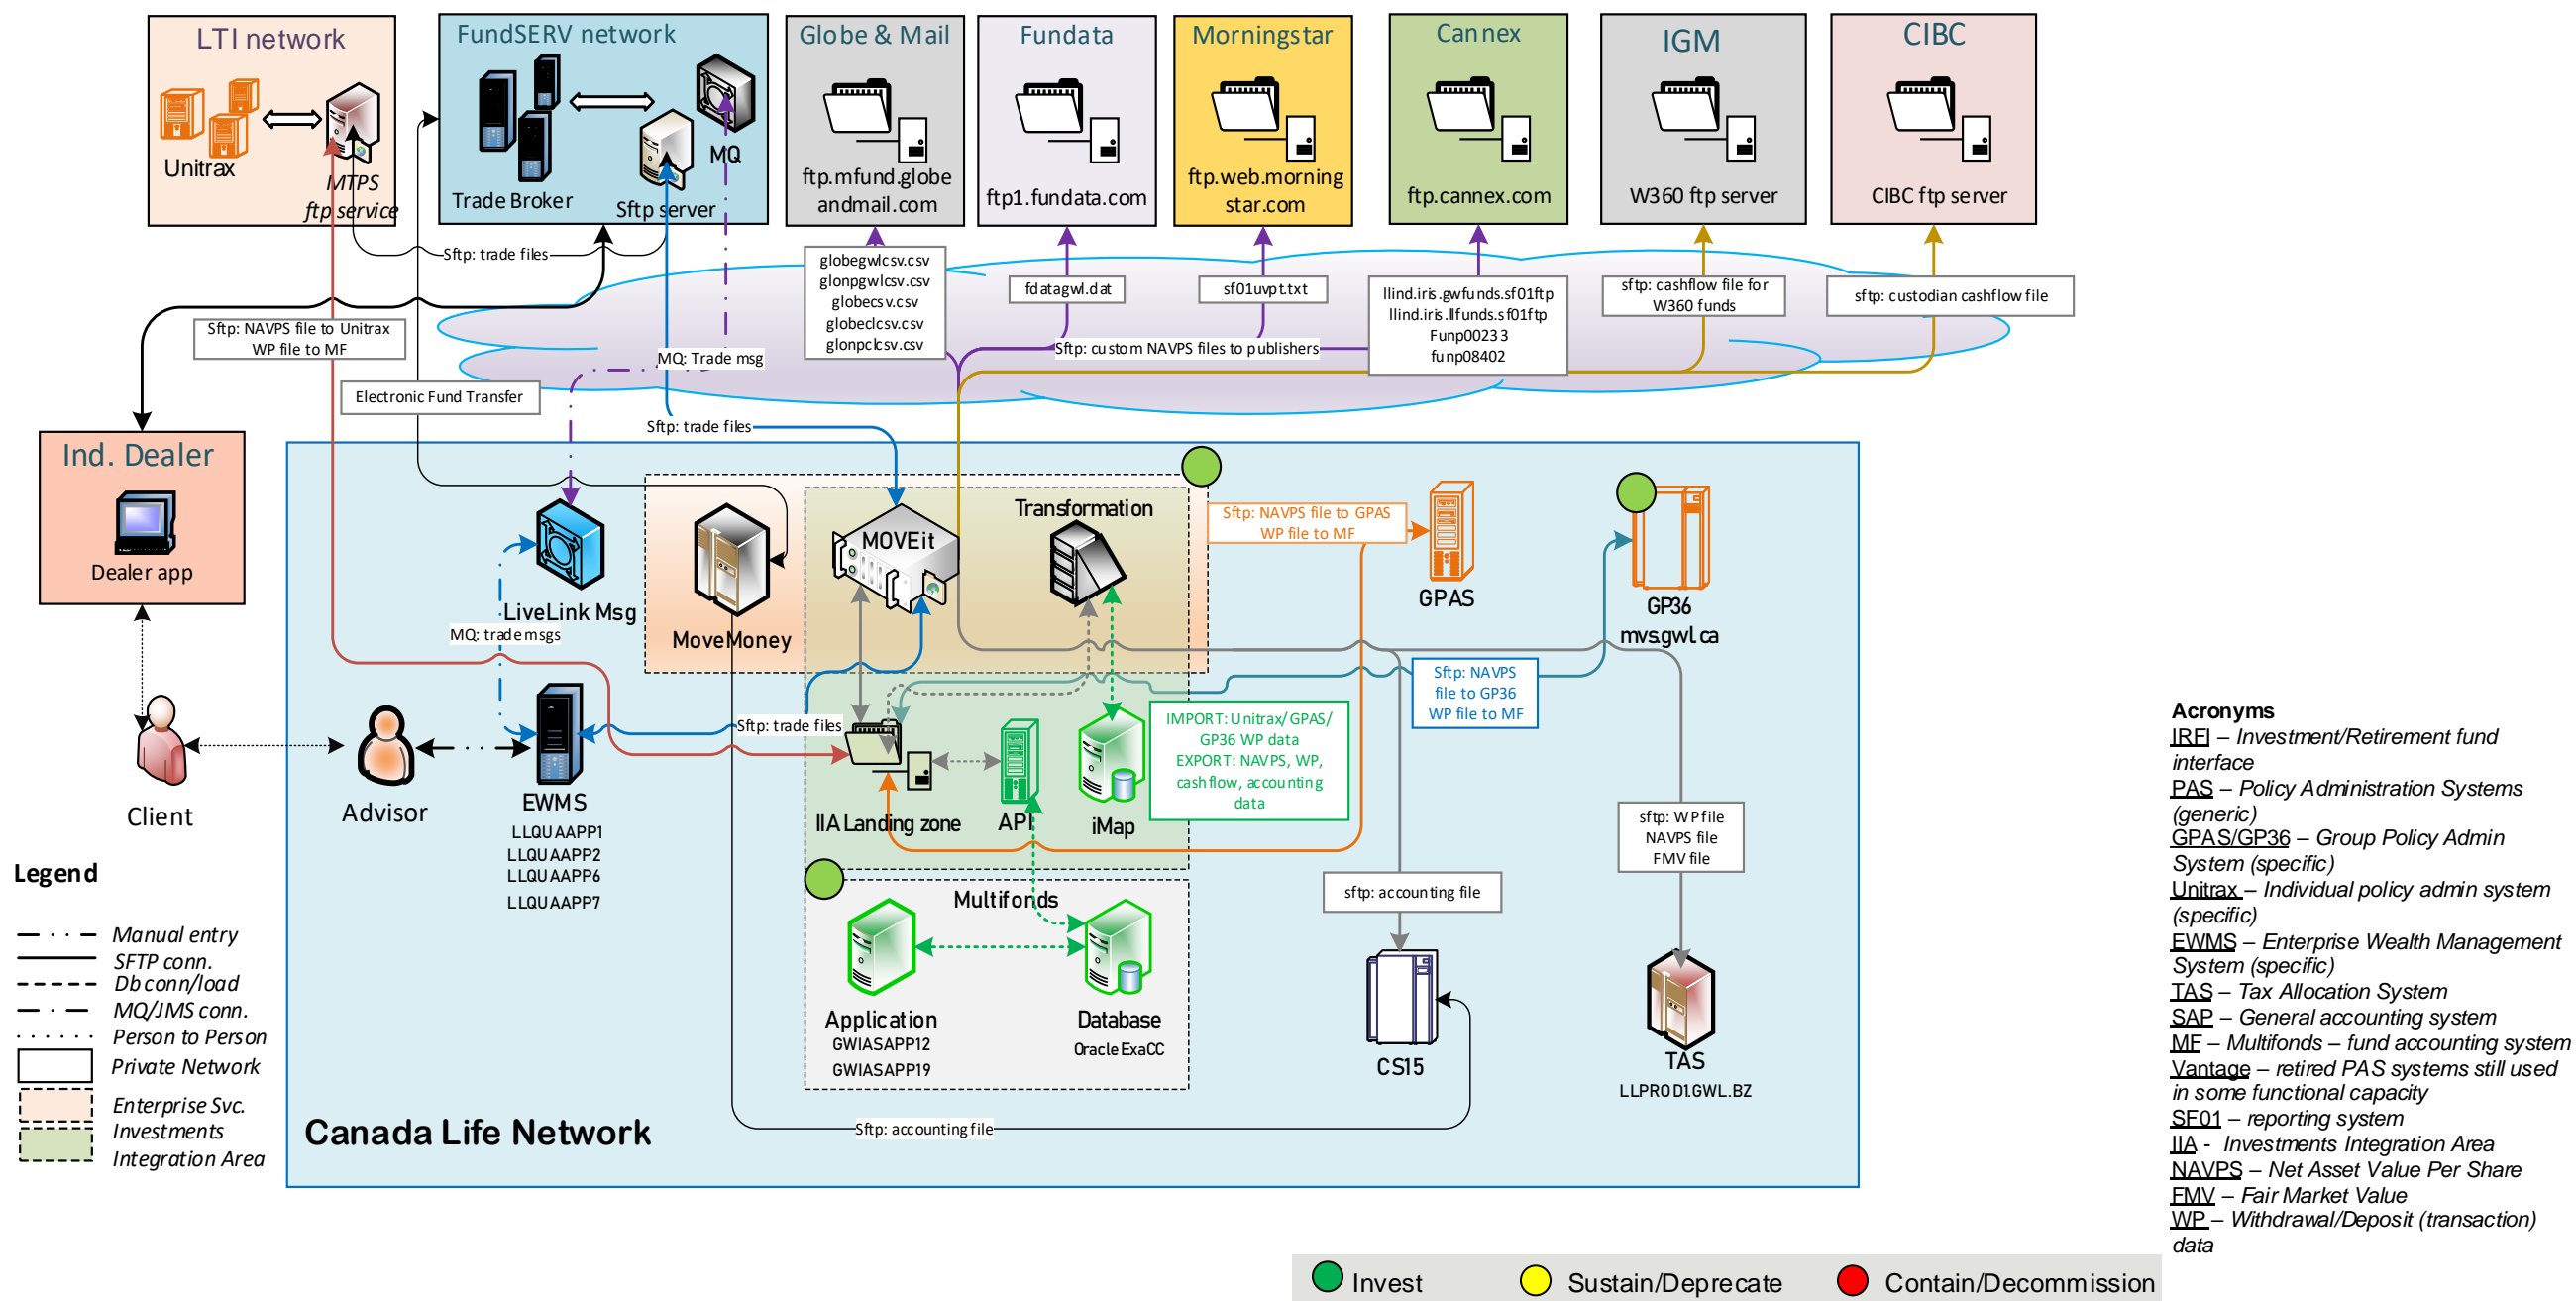 LTI network
Unitrax
MTPS
ftp service
FundSERV network
Trade Broker
Sftp server
MQ
Globe & Mail
ftp.mfund.globe
andmail.com
Fundata
ftp1.fundata.com
Morningstar
ftp.web.morning
star.com
Cannex
ftp.cannex.com
IGM
W360 ftp server
CIBC
CIBC ftp server
Sftp: trade files
globegwlcsv.csv
glonpgwlcsv.csv
globecsv.csv
globeclcsv.csv
glonpclcsv.csv
fdatagwl.dat
sf01uvpt.txt
llind.iris.gwfunds.sf01ftp
llind.iris.llfunds.sf01ftp
Funp00233
funp08402
sftp: cashflow file for
W360 funds
sftp: custodian cashflow file
Sftp: NAVPS file to Unitrax
WP file to MF
MQ: Trade msg
Sftp: custom NAVPS files to publishers
Electronic Fund Transfer
Sftp: trade files
Ind. Dealer
Dealer app
Client
Advisor
LiveLink Msg
MQ: trade msgs
EWMS
LLQUAAPP1
LLQUAAPP2
LLQUAAPP6
LLQUAAPP7
MoveMoney
MOVEit
Transformation
Sftp: NAVPS file to GPAS
WP file to MF
GPAS
GP36
mvs.gwl.ca
Sftp: NAVPS
file to GP36
WP file to MF
Sftp: trade files
IIA Landing zone
API
iMap
IMPORT: Unitrax/GPAS/
GP36 WP data
EXPORT: NAVPS, WP,
cashflow, accounting
data
sftp: WP file
NAVPS file
FMV file
sftp: accounting file
Multifonds
Application
GWIASAPP12
GWIASAPP19
Database
Oracle ExaCC
CS15
TAS
LLPROD1.GWL.BZ
Sftp: accounting file
Canada Life Network
Legend
Manual entry
SFTP conn.
Db conn/load
MQ/JMS conn.
Person to Person
Private Network
Enterprise Svc.
Investments
Integration Area
Acronyms
IRFI – Investment/Retirement fund
interface
PAS – Policy Administration Systems
(generic)
GPAS/GP36 – Group Policy Admin
System (specific)
Unitrax – Individual policy admin system
(specific)
EWMS – Enterprise Wealth Management
System (specific)
TAS – Tax Allocation System
SAP – General accounting system
MF – Multifonds – fund accounting system
Vantage – retired PAS systems still used
in some functional capacity
SF01 – reporting system
IIA - Investments Integration Area
NAVPS – Net Asset Value Per Share
FMV – Fair Market Value
WP – Withdrawal/Deposit (transaction)
data
Invest
Sustain/Deprecate
Contain/Decommission